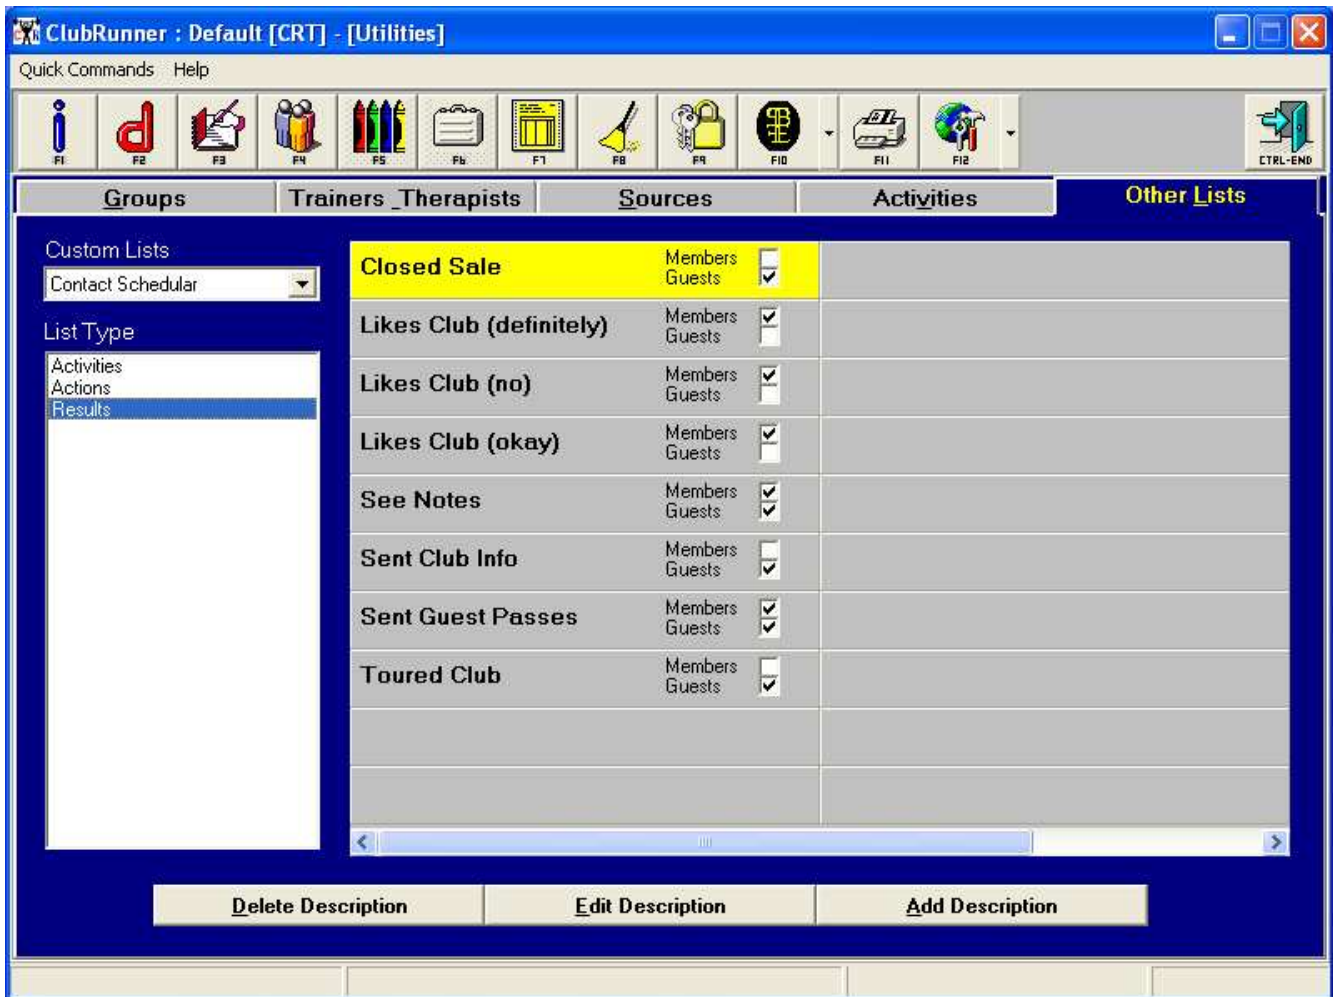 ClubRunner : Default [CRT] - [Utilities]
Quick Commands Help
F1 F2 F3 F4 F5 F6 F7 F8 F9 F10 F11 F12 CTRL-END
Groups Trainers _Therapists Sources Activities Other Lists
Custom Lists
Contact Schedular
List Type
Activities
Actions
Results
Closed Sale Members
Guests
Likes Club (definitely) Members
Guests
Likes Club (no) Members
Guests
Likes Club (okay) Members
Guests
See Notes Members
Guests
Sent Club Info Members
Guests
Sent Guest Passes Members
Guests
Toured Club Members
Guests
Delete Description Edit Description Add Description